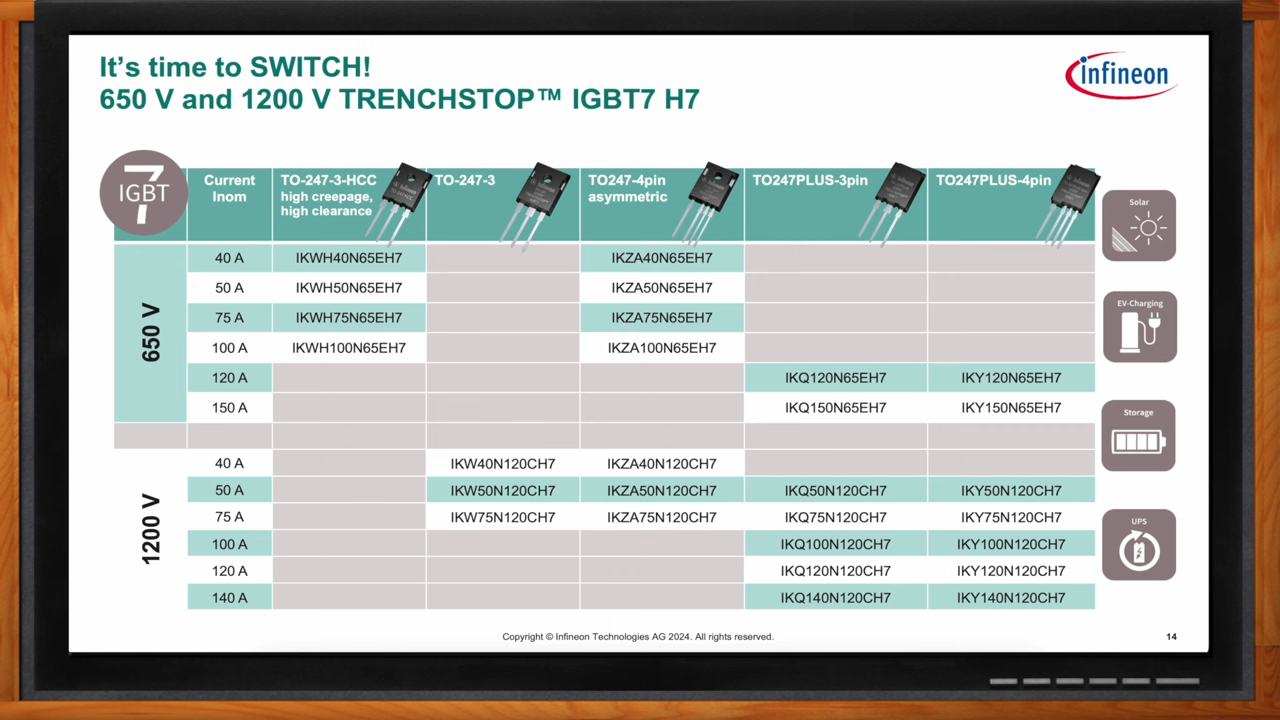 It's time to SWITCH!
650 V and 1200 V TRENCHSTOP™ IGBT7 H7
infineon
7
IGBT
Current
Inom
TO-247-3-HCC
high creepage,
high clearance
TO-247-3
TO247-4pin
asymmetric
TO247PLUS-3pin
TO247PLUS-4pin
650 V
40 A IKWH40N65EH7 IKZA40N65EH7
50 A IKWH50N65EH7 IKZA50N65EH7
75 A IKWH75N65EH7 IKZA75N65EH7
100 A IKWH100N65EH7 IKZA100N65EH7
120 A IKQ120N65EH7 IKY120N65EH7
150 A IKQ150N65EH7 IKY150N65EH7
1200 V
40 A IKW40N120CH7 IKZA40N120CH7
50 A IKW50N120CH7 IKZA50N120CH7 IKQ50N120CH7 IKY50N120CH7
75 A IKW75N120CH7 IKZA75N120CH7 IKQ75N120CH7 IKY75N120CH7
100 A IKQ100N120CH7 IKY100N120CH7
120 A IKQ120N120CH7 IKY120N120CH7
140 A IKQ140N120CH7 IKY140N120CH7
Solar
EV-Charging
Storage
UPS
Copyright © Infineon Technologies AG 2024. All rights reserved.
14